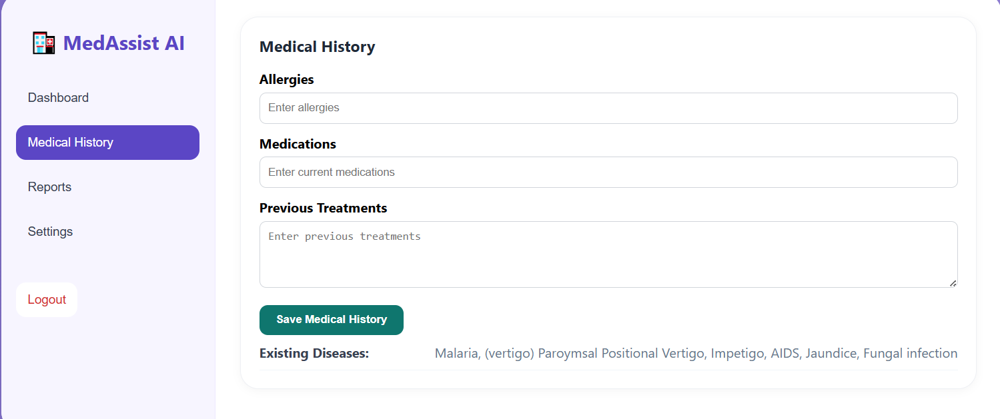 MedAssist AI
Dashboard
Medical History
Reports
Settings
Logout
Medical History
Allergies
Enter allergies
Medications
Enter current medications
Previous Treatments
Enter previous treatments
Save Medical History
Existing Diseases: Malaria, (vertigo) Paroymsal Positional Vertigo, Impetigo, AIDS, Jaundice, Fungal infection